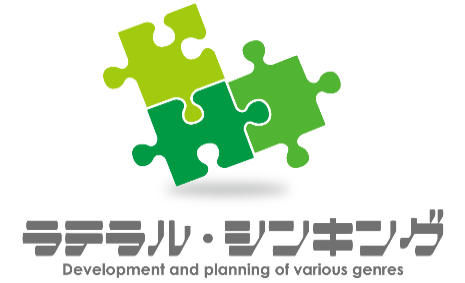 ラテラル・シンキング
Development and planning of various genres